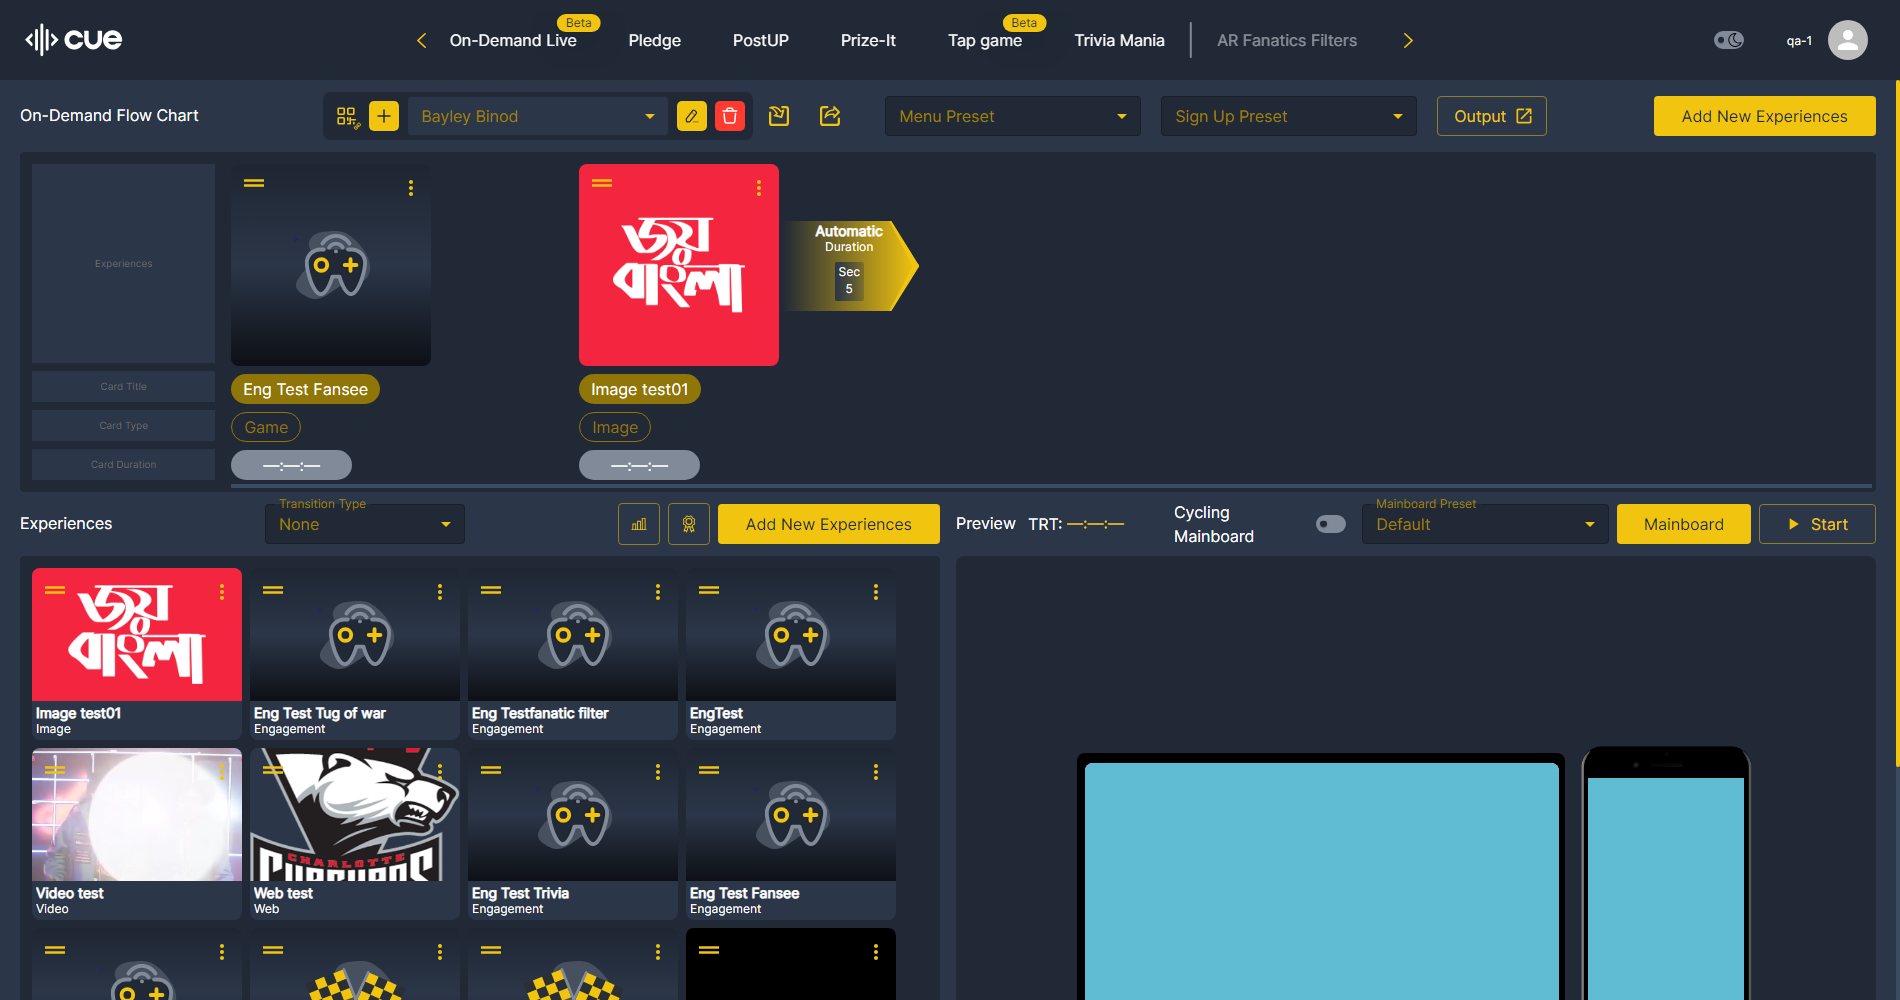 cue
On-Demand Live
Beta
Pledge
PostUP
Prize-It
Tap game
Beta
Trivia Mania
AR Fanatics Filters
qa-1
On-Demand Flow Chart
Bayley Binod
Menu Preset
Sign Up Preset
Output
Add New Experiences
Experiences
Card Title
Card Type
Card Duration
Eng Test Fansee
Game
—:—:—
জয়
বাংলা
Image test01
Image
—:—:—
Automatic
Duration
Sec
5
Experiences
Transition Type
None
Add New Experiences
Preview
TRT: —:—:—
Cycling
Mainboard
Mainboard Preset
Default
Mainboard
Start
জয়
বাংলা
Image test01
Image
Eng Test Tug of war
Engagement
Eng Testfanatic filter
Engagement
EngTest
Engagement
Video test
Video
CHARLOTTE
Web test
Web
Eng Test Trivia
Engagement
Eng Test Fansee
Engagement